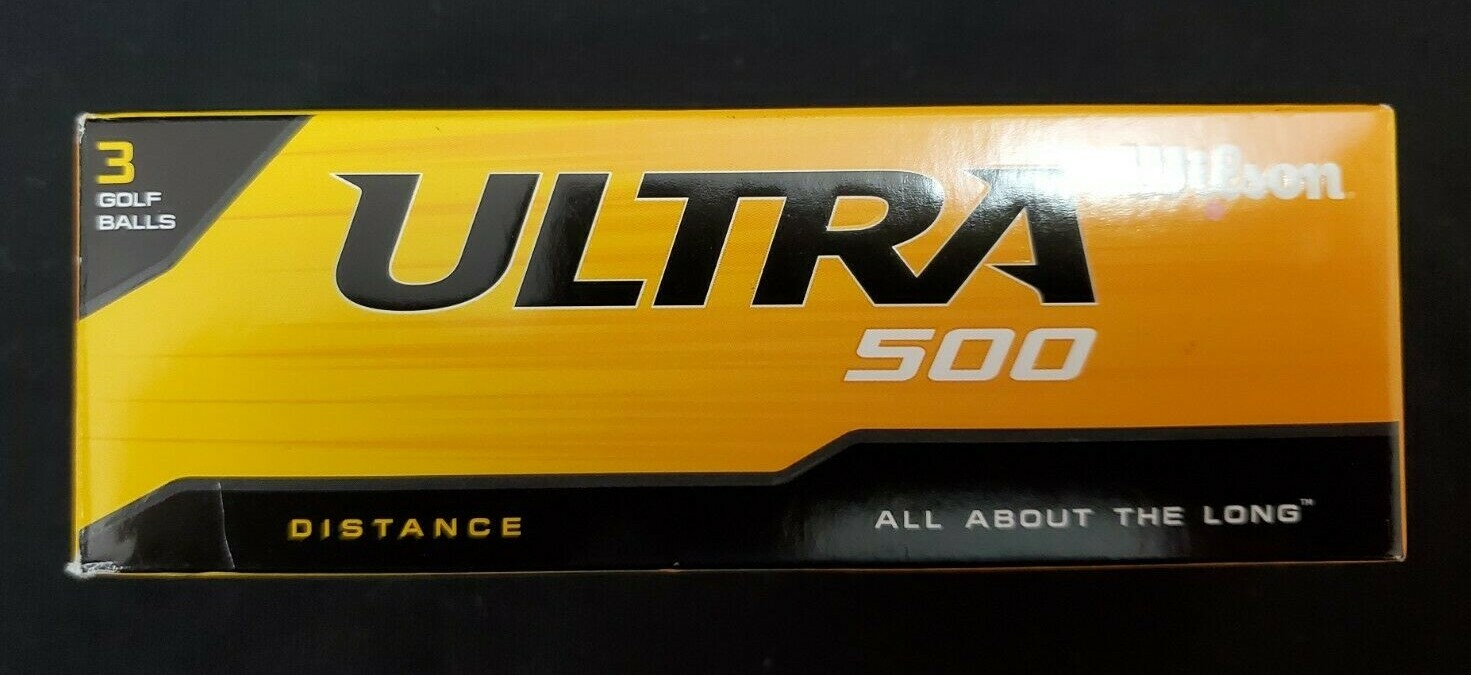 3
GOLF
BALLS
Wilson
ULTRA
500
DISTANCE
ALL ABOUT THE LONG™